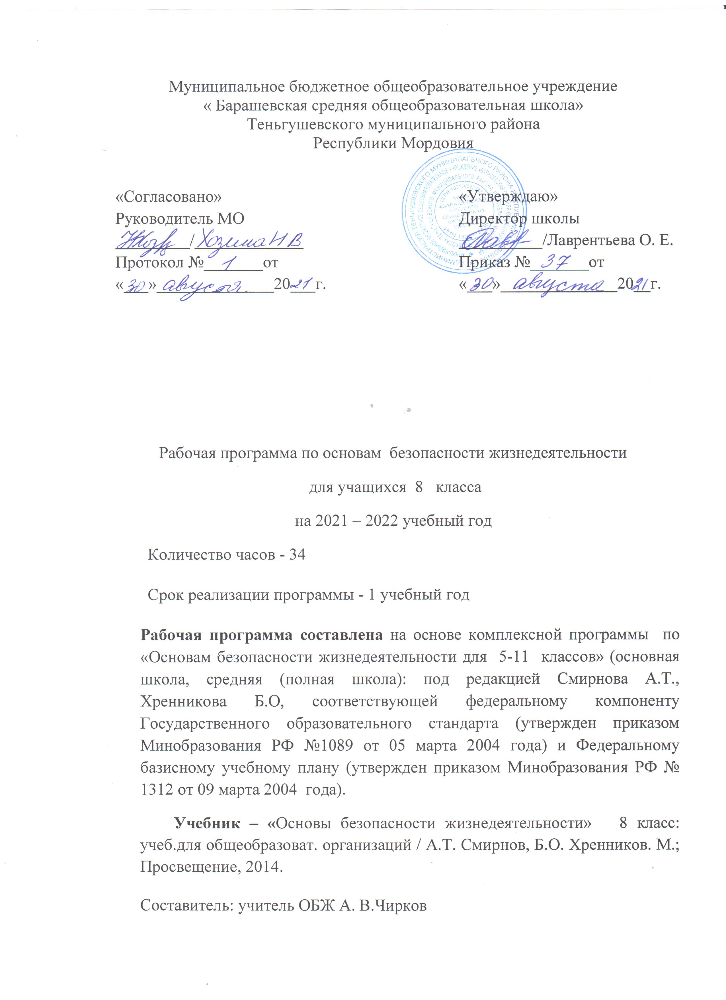 Муниципальное бюджетное общеобразовательное учреждение
« Барашевская средняя общеобразовательная школа»
Теньгушевского муниципального района
Республики Мордовия
«Согласовано»
Руководитель МО
/ Хозина Н В
Протокол № 1 от
«30» августа 2021 г.
«Утверждаю»
Директор школы
/Лаврентьева О. Е.
Приказ № 37 от
«30» августа 2021 г.
Рабочая программа по основам безопасности жизнедеятельности
для учащихся 8 класса
на 2021 – 2022 учебный год
Количество часов - 34
Срок реализации программы - 1 учебный год
Рабочая программа составлена на основе комплексной программы по
«Основам безопасности жизнедеятельности для 5-11 классов» (основная
школа, средняя (полная школа): под редакцией Смирнова А.Т.,
Хренникова Б.О, соответствующей федеральному компоненту
Государственного образовательного стандарта (утвержден приказом
Минобразования РФ №1089 от 05 марта 2004 года) и Федеральному
базисному учебному плану (утвержден приказом Минобразования РФ №
1312 от 09 марта 2004 года).
Учебник – «Основы безопасности жизнедеятельности» 8 класс:
учеб.для общеобразоват. организаций / А.Т. Смирнов, Б.О. Хренников. М.;
Просвещение, 2014.
Составитель: учитель ОБЖ А. В.Чирков